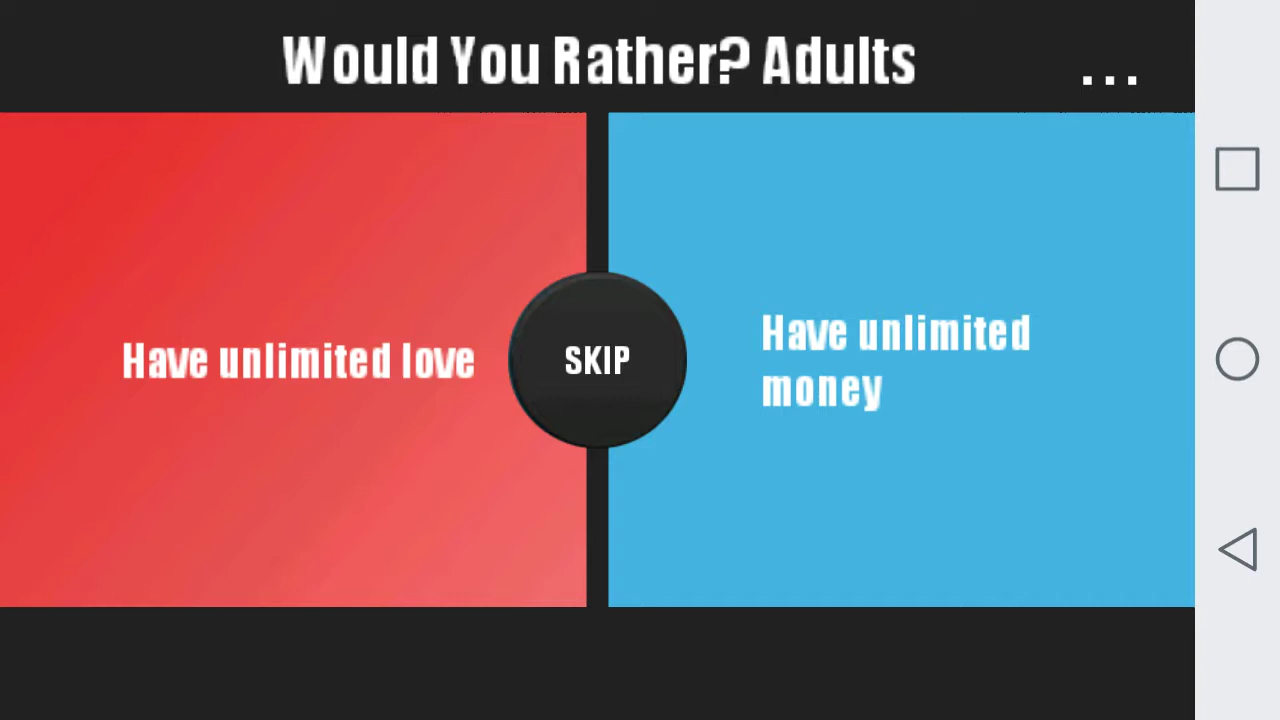 Would You Rather? Adults
...
Have unlimited love
SKIP
Have unlimited
money